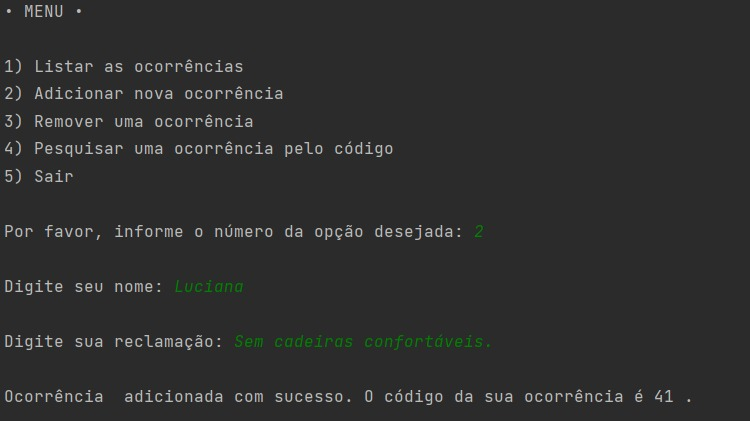 • MENU •
1) Listar as ocorrências
2) Adicionar nova ocorrência
3) Remover uma ocorrência
4) Pesquisar uma ocorrência pelo código
5) Sair
Por favor, informe o número da opção desejada: 2
Digite seu nome: Luciana
Digite sua reclamação: Sem cadeiras confortáveis.
Ocorrência  adicionada com sucesso. O código da sua ocorrência é 41 .